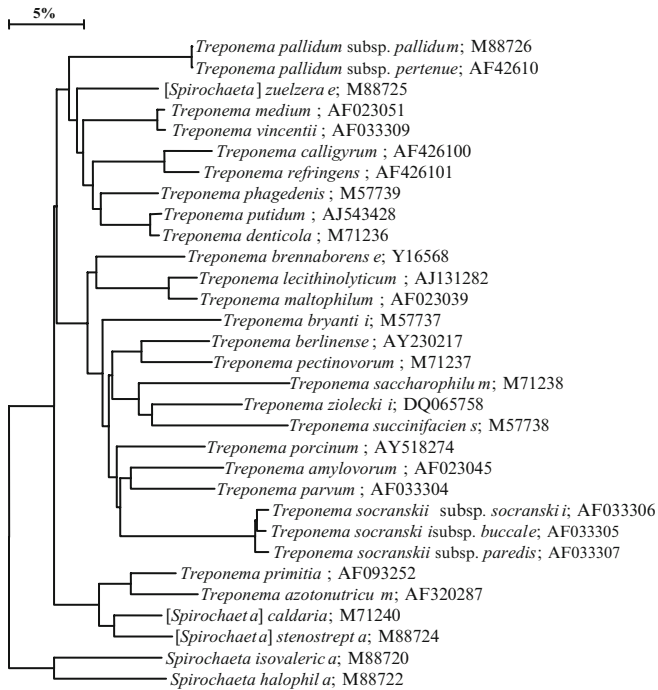 5%
Treponema pallidum subsp. pallidum; M88726
Treponema pallidum subsp. pertenue; AF42610
[Spirochaeta] zuelzera e; M88725
Treponema medium ; AF023051
Treponema vincentii ; AF033309
Treponema calligyrum ; AF426100
Treponema refringens ; AF426101
Treponema phagedenis ; M57739
Treponema putidum ; AJ543428
Treponema denticola ; M71236
Treponema brennaborens e; Y16568
Treponema lecithinolyticum ; AJ131282
Treponema maltophilum ; AF023039
Treponema bryanti i; M57737
Treponema berlinense ; AY230217
Treponema pectinovorum ; M71237
Treponema saccharophilu m; M71238
Treponema ziolecki i; DQ065758
Treponema succinifacien s; M57738
Treponema porcinum ; AY518274
Treponema amylovorum ; AF023045
Treponema parvum ; AF033304
Treponema socranskii subsp. socransk i; AF033306
Treponema socranski isubsp. buccale; AF033305
Treponema socranskii subsp. paredis; AF033307
Treponema primitia ; AF093252
Treponema azotonutricu m; AF320287
[Spirochaet a] caldaria; M71240
[Spirochaet a] stenostrept a; M88724
Spirochaeta isovaleric a; M88720
Spirochaeta halophil a; M88722